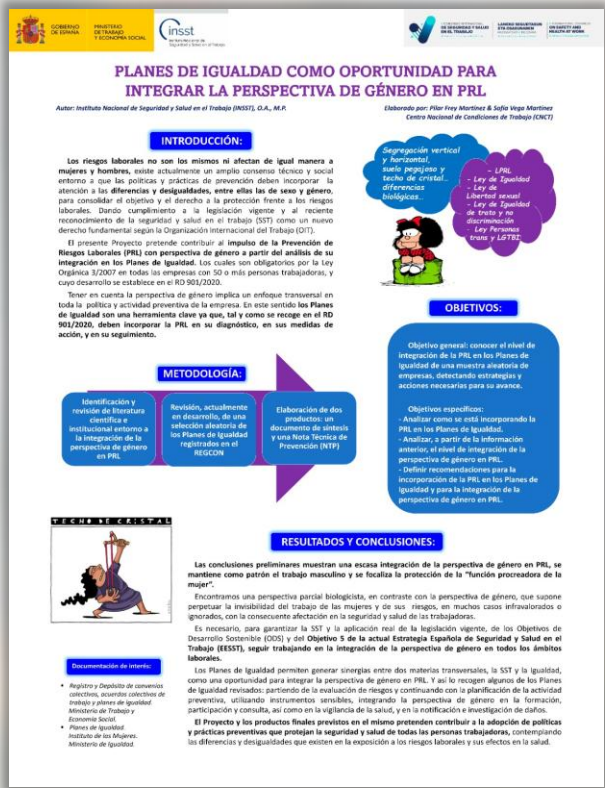 GOBIERNO
DE ESPAÑA
MINISTERIO
DE TRABAJO
Y ECONOMÍA SOCIAL
insst
Instituto Nacional de
Seguridad y Salud en el Trabajo
DE SEGURIDAD Y SALUD
EN EL TRABAJO
LANEKO SEGURTASUN
ETA OSASUNAREN
ON SAFETY AND
HEALTH AT WORK
PLANES DE IGUALDAD COMO OPORTUNIDAD PARA
INTEGRAR LA PERSPECTIVA DE GÉNERO EN PRL
Autor: Instituto Nacional de Seguridad y Salud en el Trabajo (INSST), O.A., M.P.
Elaborado por: Pilar Frey Martínez & Sofía Vega Martínez
Centro Nacional de Condiciones de Trabajo (CNCT)
INTRODUCCIÓN:
Los riesgos laborales no son los mismos ni afectan de igual manera a
mujeres y hombres, existe actualmente un amplio consenso técnico y social
entorno a que las políticas y prácticas de prevención deben incorporar la
atención a las diferencias y desigualdades, entre ellas las de sexo y género,
para consolidar el objetivo y el derecho a la protección frente a los riesgos
laborales. Dando cumplimiento a la legislación vigente y al reciente
reconocimiento de la seguridad y salud en el trabajo (SST) como un nuevo
derecho fundamental según la Organización Internacional del Trabajo (OIT).
El presente Proyecto pretende contribuir al impulso de la Prevención de
Riesgos Laborales (PRL) con perspectiva de género a partir del análisis de su
integración en los Planes de Igualdad. Los cuales son obligatorios por la Ley
Orgánica 3/2007 en todas las empresas con 50 o más personas trabajadoras, y
cuyo desarrollo se establece en el RD 901/2020.
Tener en cuenta la perspectiva de género implica un enfoque transversal en
toda la política y actividad preventiva de la empresa. En este sentido los Planes
de Igualdad son una herramienta clave ya que, tal y como se recoge en el RD
901/2020, deben incorporar la PRL en su diagnóstico, en sus medidas de
acción, y en su seguimiento.
Segregación vertical
y horizontal,
suelo pegajoso y
techo de cristal...
diferencias
biológicas...
- LPRL
- Ley de Igualdad
- Ley de
Libertad sexual
- Ley de Igualdad
de trato y no
discriminación
- Ley Personas
trans y LGTBI
OBJETIVOS:
Objetivo general: conocer el nivel de
integración de la PRL en los Planes de
Igualdad de una muestra aleatoria de
empresas, detectando estrategias y
acciones necesarias para su avance.
Objetivos específicos:
- Analizar como se está incorporando la
PRL en los Planes de Igualdad.
- Analizar, a partir de la información
anterior, el nivel de integración de la
perspectiva de género en PRL.
- Definir recomendaciones para la
incorporación de la PRL en los Planes de
Igualdad y para la integración de la
perspectiva de género en PRL.
METODOLOGÍA:
Identificación y
revisión de literatura
científica e
institucional entorno a
la integración de la
perspectiva de género
en PRL
Revisión, actualmente
en desarrollo, de una
selección aleatoria de
los Planes de Igualdad
registrados en el
REGCON
Elaboración de dos
productos: un
documento de síntesis
y una Nota Técnica de
Prevención (NTP)
TECHO DE CRISTAL
Documentación de interés:
• Registro y Depósito de convenios
colectivos, acuerdos colectivos de
trabajo y planes de igualdad.
Ministerio de Trabajo y
Economía Social.
• Planes de igualdad.
Instituto de las Mujeres.
Ministerio de Igualdad.
RESULTADOS Y CONCLUSIONES:
Las conclusiones preliminares muestran una escasa integración de la perspectiva de género en PRL, se
mantiene como patrón el trabajo masculino y se focaliza la protección de la "función procreadora de la
mujer".
Encontramos una perspectiva parcial biologicista, en contraste con la perspectiva de género, que supone
perpetuar la invisibilidad del trabajo de las mujeres y de sus riesgos, en muchos casos infravalorados o
ignorados, con la consecuente afectación en la seguridad y salud de las trabajadoras.
Es necesario, para garantizar la SST y la aplicación real de la legislación vigente, de los Objetivos de
Desarrollo Sostenible (ODS) y del Objetivo 5 de la actual Estrategia Española de Seguridad y Salud en el
Trabajo (EESST), seguir trabajando en la integración de la perspectiva de género en todos los ámbitos
laborales.
Los Planes de Igualdad permiten generar sinergias entre dos materias transversales, la SST y la igualdad,
como una oportunidad para integrar la perspectiva de género en PRL. Y así lo recogen algunos de los Planes
de Igualdad revisados: partiendo de la evaluación de riesgos y continuando con la planificación de la actividad
preventiva, utilizando instrumentos sensibles, integrando la perspectiva de género en la formación,
participación y consulta, así como en la vigilancia de la salud, y en la notificación e investigación de daños.
El Proyecto y los productos finales previstos en el mismo pretenden contribuir a la adopción de políticas
y prácticas preventivas que protejan la seguridad y salud de todas las personas trabajadoras, contemplando
las diferencias y desigualdades que existen en la exposición a los riesgos laborales y sus efectos en la salud.